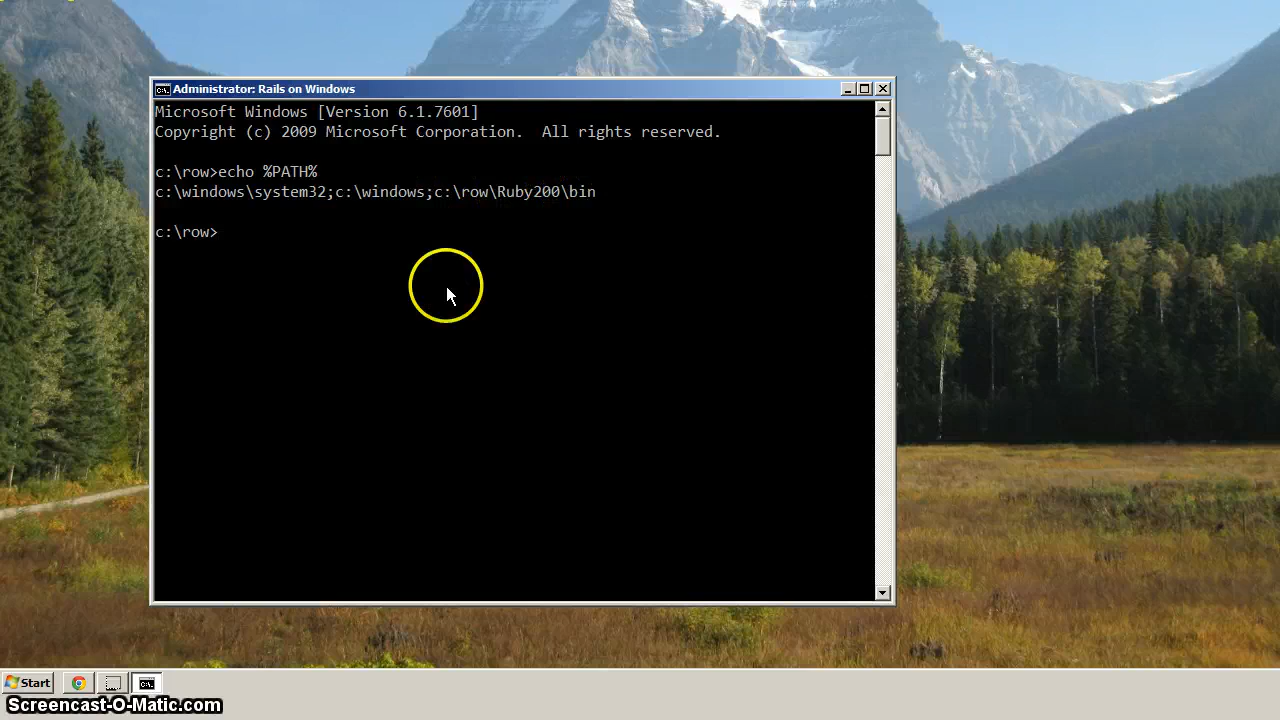 Administrator: Rails on Windows
Microsoft Windows [Version 6.1.7601]
Copyright (c) 2009 Microsoft Corporation.  All rights reserved.
c:\row>echo %PATH%
c:\windows\system32;c:\windows;c:\row\Ruby200\bin
c:\row>
Start
Screencast-O-Matic.com